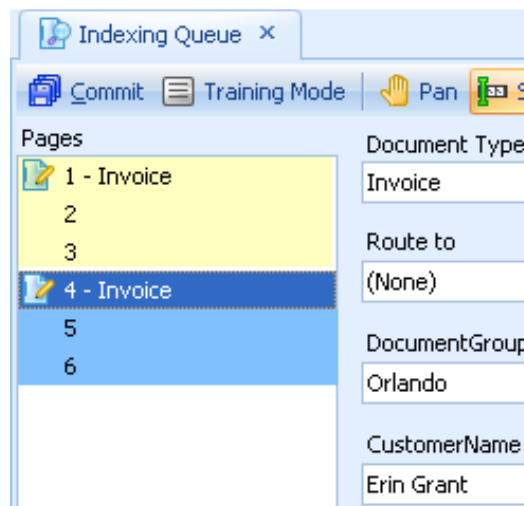 Indexing Queue ×
Commit Training Mode Pan
Pages
1 - Invoice
2
3
4 - Invoice
5
6
Document Type
Invoice
Route to
(None)
DocumentGroup
Orlando
CustomerName
Erin Grant